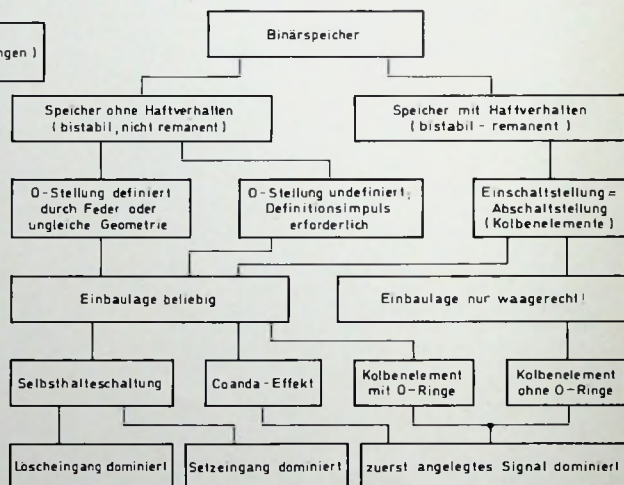 ngen)
Binärspeicher
Speicher ohne Haftverhalten
(bistabil, nicht remanent)
Speicher mit Haftverhalten
(bistabil - remanent)
0-Stellung definiert
durch Feder oder
ungleiche Geometrie
0-Stellung undefiniert,
Definitionsimpuls
erforderlich
Einschaltstellung =
Abschaltstellung
(Kolbenelemente)
Einbaulage beliebig
Einbaulage nur waagerecht!
Selbsthalteschaltung
Coanda-Effekt
Kolbenelement
mit O-Ringe
Kolbenelement
ohne O-Ringe
Löscheingang dominiert
Setzeingang dominiert
zuerst angelegtes Signal dominiert